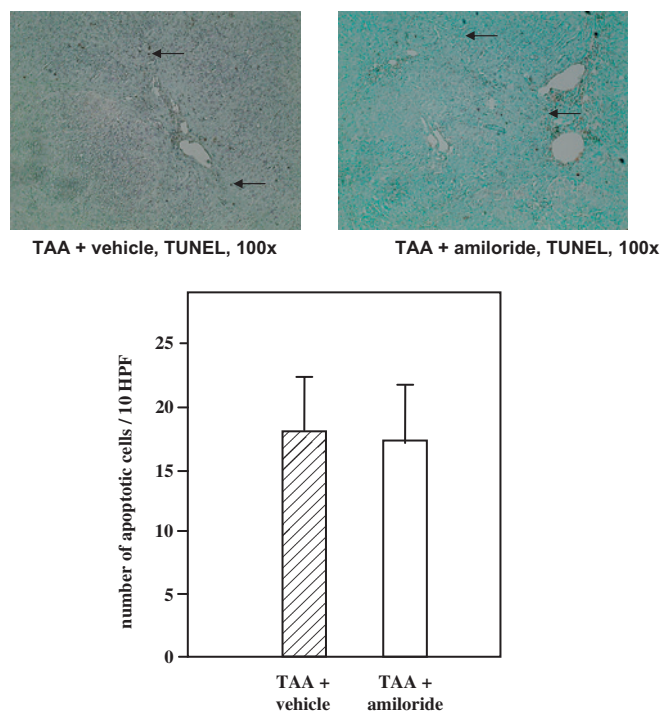 TAA + vehicle, TUNEL, 100x
TAA + amiloride, TUNEL, 100x
number of apoptotic cells / 10 HPF
25
20
15
10
5
0
TAA +
vehicle
TAA +
amiloride